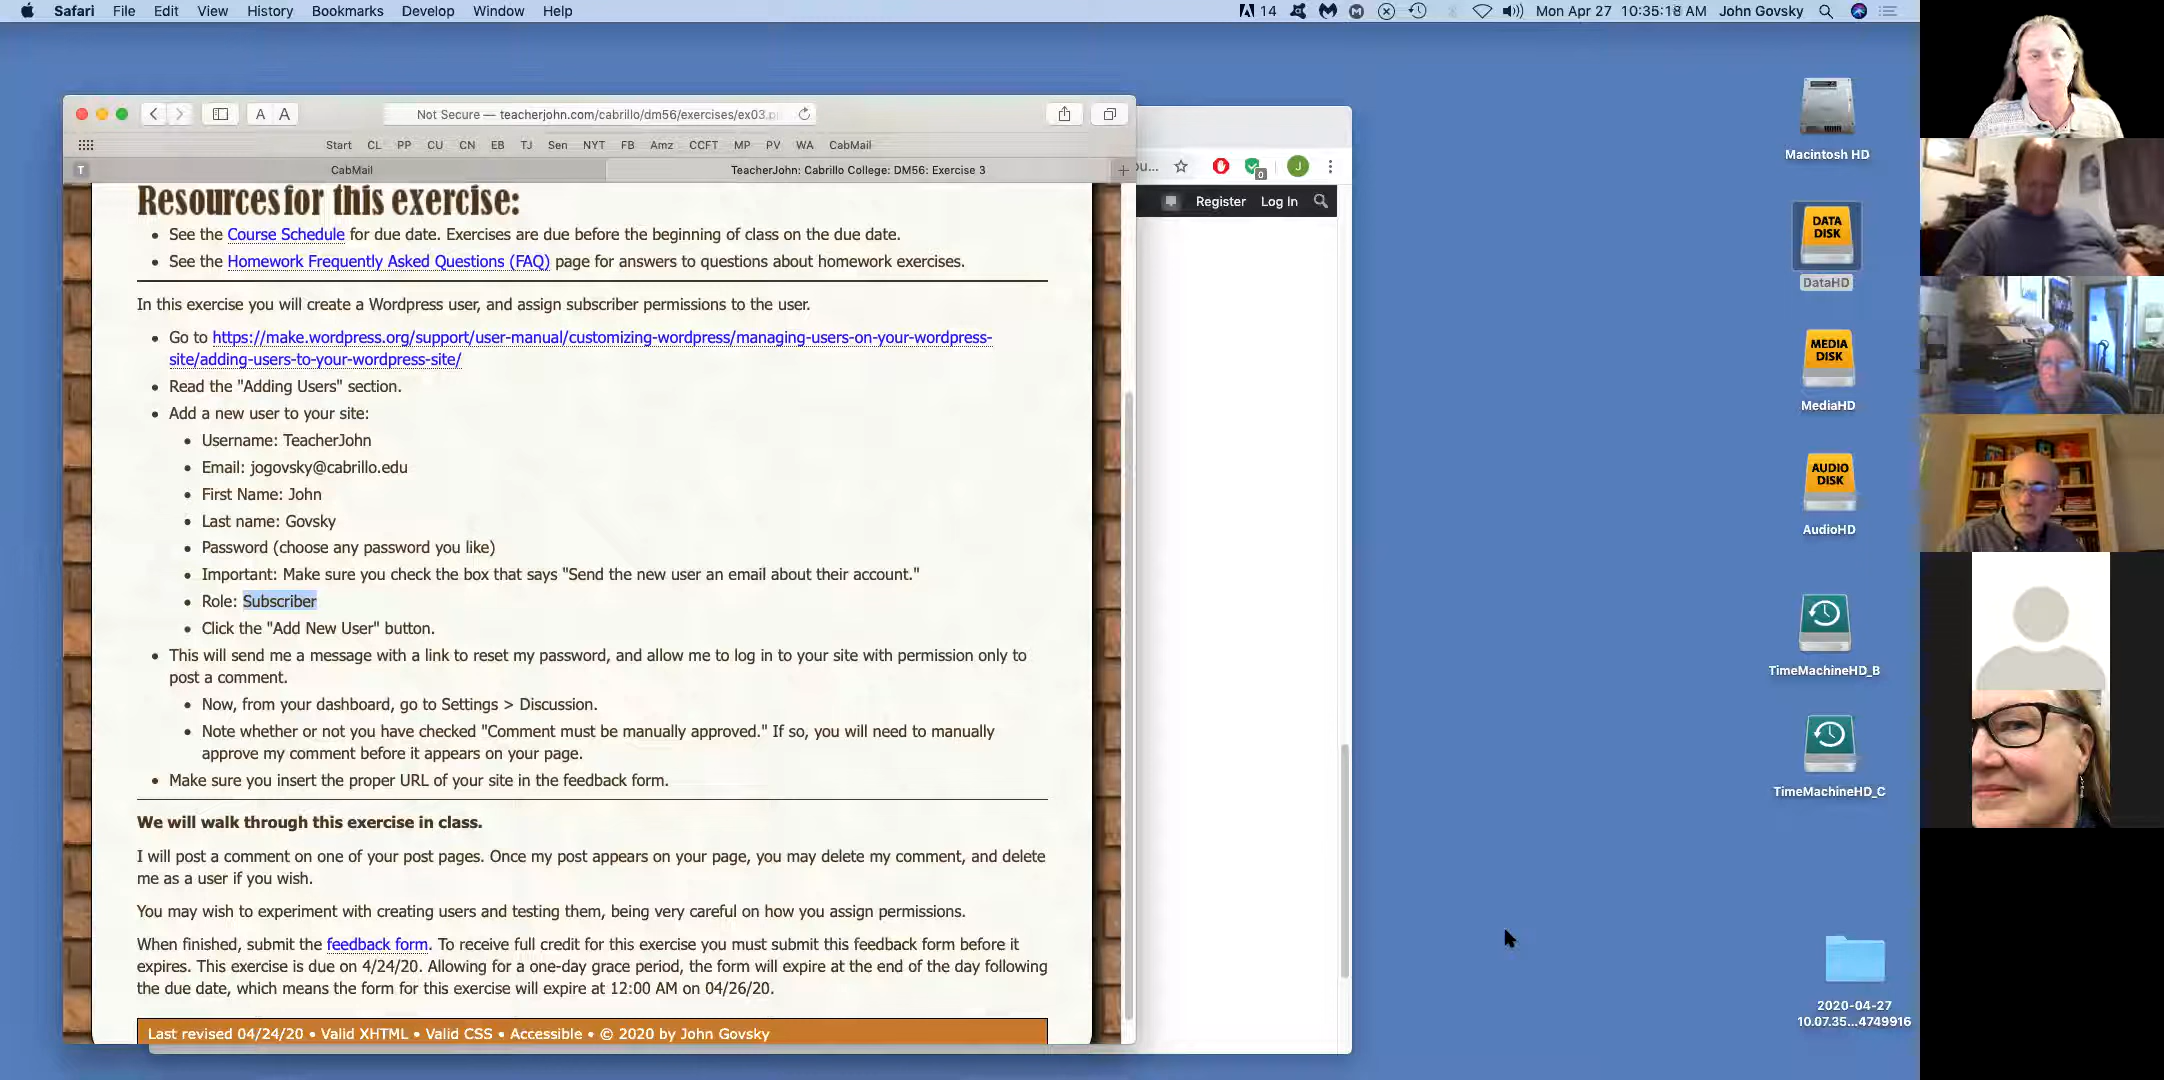 Safari File Edit View History Bookmarks Develop Window Help
14
Mon Apr 27 10:35:18 AM John Govsky
Not Secure — teacherjohn.com/cabrillo/dm56/exercises/ex03.p
Start CL PP CU CN EB TJ Sen NYT FB Amz CCFT MP PV WA CabMail
T CabMail
TeacherJohn: Cabrillo College: DM56: Exercise 3
Resources for this exercise:
See the Course Schedule for due date. Exercises are due before the beginning of class on the due date.
See the Homework Frequently Asked Questions (FAQ) page for answers to questions about homework exercises.
In this exercise you will create a Wordpress user, and assign subscriber permissions to the user.
Go to https://make.wordpress.org/support/user-manual/customizing-wordpress/managing-users-on-your-wordpress-
site/adding-users-to-your-wordpress-site/
Read the "Adding Users" section.
Add a new user to your site:
Username: TeacherJohn
Email: jogovsky@cabrillo.edu
First Name: John
Last name: Govsky
Password (choose any password you like)
Important: Make sure you check the box that says "Send the new user an email about their account."
Role: Subscriber
Click the "Add New User" button.
This will send me a message with a link to reset my password, and allow me to log in to your site with permission only to
post a comment.
Now, from your dashboard, go to Settings > Discussion.
Note whether or not you have checked "Comment must be manually approved." If so, you will need to manually
approve my comment before it appears on your page.
Make sure you insert the proper URL of your site in the feedback form.
We will walk through this exercise in class.
I will post a comment on one of your post pages. Once my post appears on your page, you may delete my comment, and delete
me as a user if you wish.
You may wish to experiment with creating users and testing them, being very careful on how you assign permissions.
When finished, submit the feedback form. To receive full credit for this exercise you must submit this feedback form before it
expires. This exercise is due on 4/24/20. Allowing for a one-day grace period, the form will expire at the end of the day following
the due date, which means the form for this exercise will expire at 12:00 AM on 04/26/20.
Last revised 04/24/20 • Valid XHTML • Valid CSS • Accessible • © 2020 by John Govsky
ou...
0
J
Register Log In
Macintosh HD
DATA
DISK
DataHD
MEDIA
DISK
MediaHD
AUDIO
DISK
AudioHD
TimeMachineHD_B
TimeMachineHD_C
2020-04-27
10.07.35...4749916